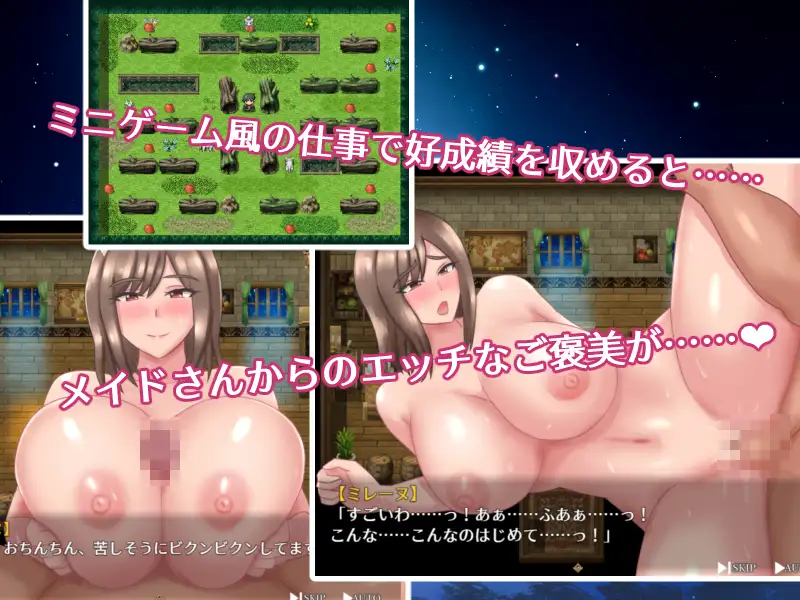 ミニゲーム風の仕事で好成績を収めると……
メイドさんからのエッチなご褒美が……❤
【ミレーヌ】
「すごいわ……っ！あぁ……ふあぁ……っ！
こんな……こんなのはじめて……っ！」
】
おちんちん、苦しそうにビクンビクンしてます
SKIP
SKIP AUTO